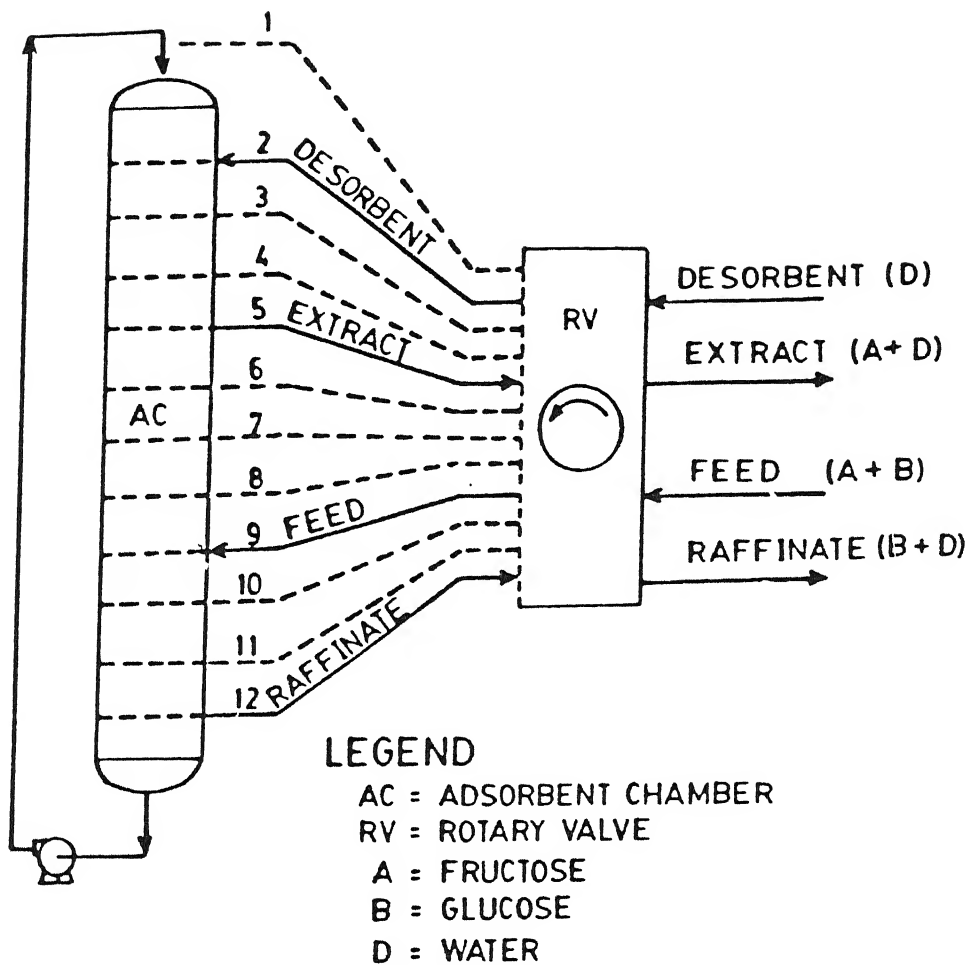 1
2
DESORBENT
3
4
5
EXTRACT
6
7
8
9
FEED
10
11
12
RAFFINATE
AC
RV
DESORBENT (D)
EXTRACT (A+D)
FEED (A+B)
RAFFINATE (B+D)
LEGEND
AC = ADSORBENT CHAMBER
RV = ROTARY VALVE
A = FRUCTOSE
B = GLUCOSE
D = WATER